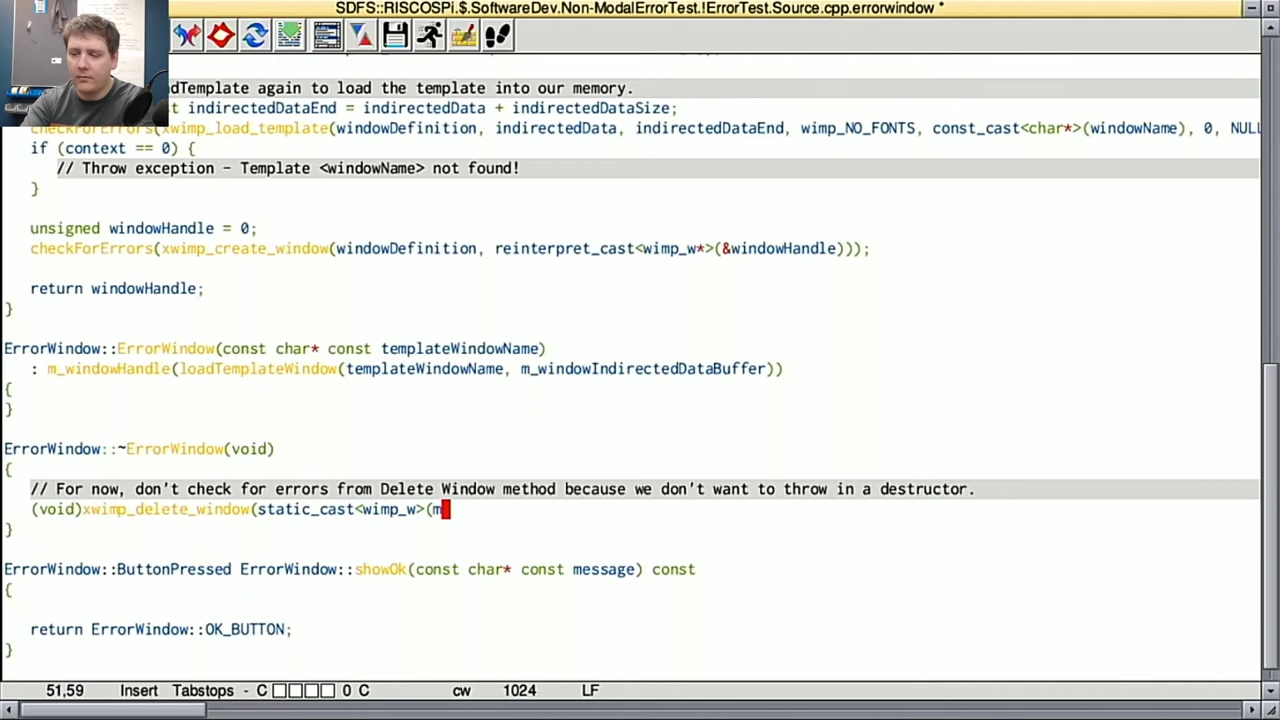 SDFS::RISCOSPi.$.SoftwareDev.Non-ModalErrorTest.!ErrorTest.Source.cpp.errorwindow *
adTemplate again to load the template into our memory.
indirectedDataEnd = indirectedData + indirectedDataSize;
checkForErrors(xwimp_load_template(windowDefinition, indirectedData, indirectedDataEnd, wimp_NO_FONTS, const_cast<char*>(windowName), 0, NULL
if (context == 0) {
// Throw exception - Template <windowName> not found!
}
unsigned windowHandle = 0;
checkForErrors(xwimp_create_window(windowDefinition, reinterpret_cast<wimp_w*>(&windowHandle)));
return windowHandle;
}
ErrorWindow::ErrorWindow(const char* const templateWindowName)
: m_windowHandle(loadTemplateWindow(templateWindowName, m_windowIndirectedDataBuffer))
{
}
ErrorWindow::~ErrorWindow(void)
{
// For now, don't check for errors from Delete Window method because we don't want to throw in a destructor.
(void)xwimp_delete_window(static_cast<wimp_w>(m
}
ErrorWindow::ButtonPressed ErrorWindow::showOk(const char* const message) const
{
return ErrorWindow::OK_BUTTON;
}
51,59 Insert Tabstops - C 0 C cw 1024 LF